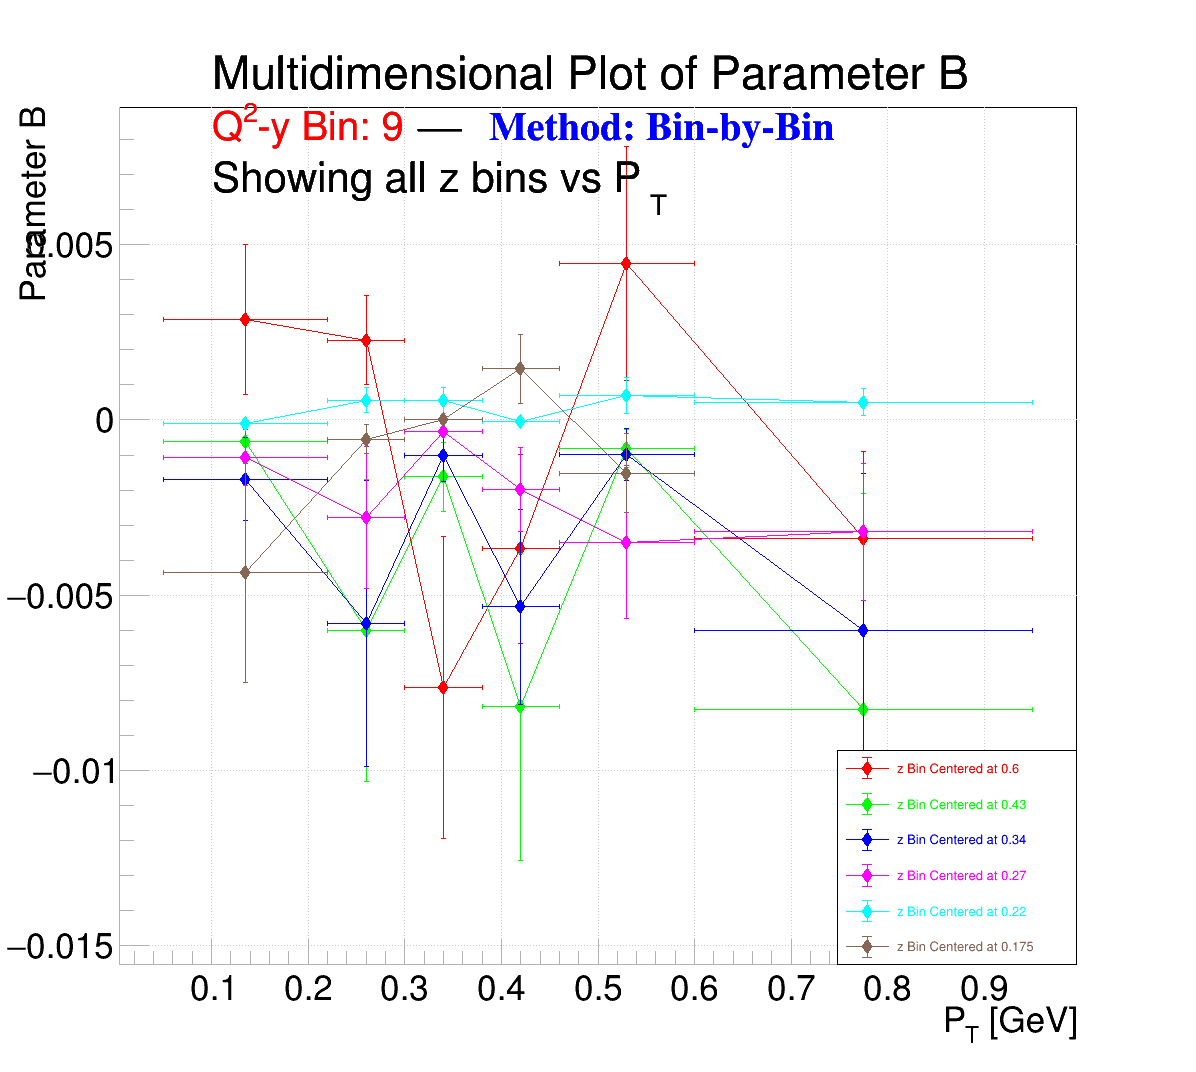 Multidimensional Plot of Parameter B
Q2-y Bin: 9 — Method: Bin-by-Bin
Showing all z bins vs PT
Parameter B
0.005
0
−0.005
−0.01
−0.015
0.1 0.2 0.3 0.4 0.5 0.6 0.7 0.8 0.9
PT [GeV]
z Bin Centered at 0.6
z Bin Centered at 0.43
z Bin Centered at 0.34
z Bin Centered at 0.27
z Bin Centered at 0.22
z Bin Centered at 0.175